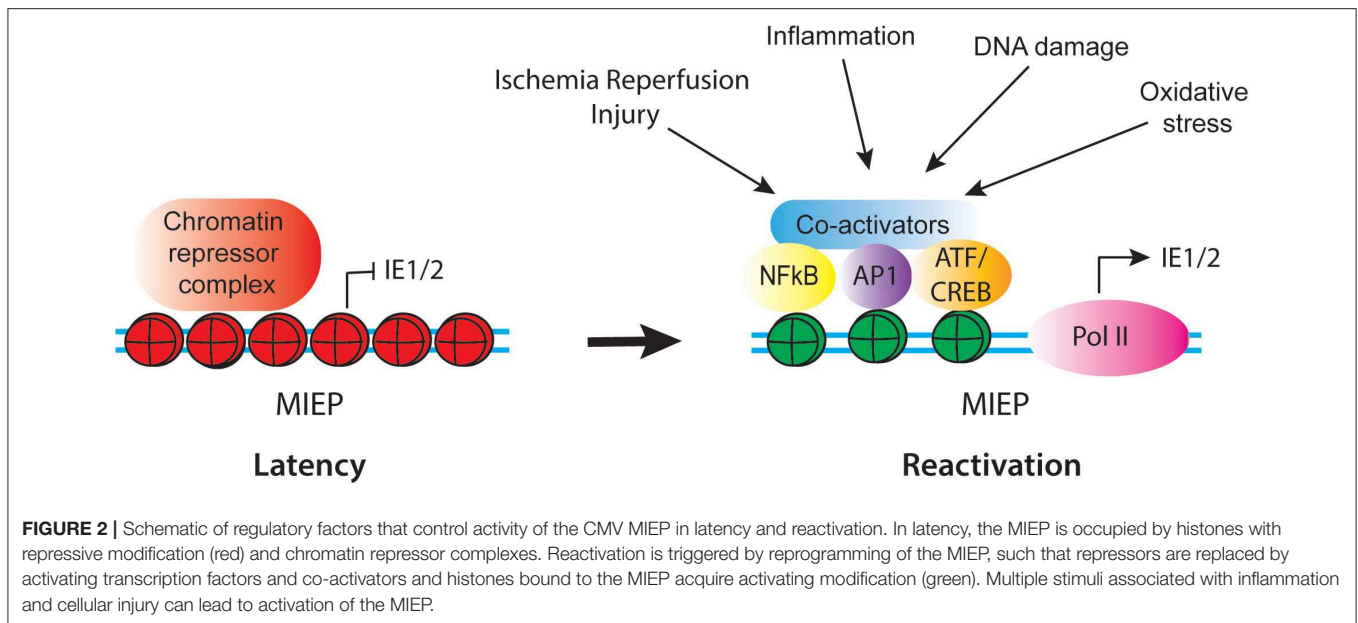 Inflammation
DNA damage
Ischemia Reperfusion
Injury
Oxidative
stress
Chromatin
repressor
complex
IE1/2
MIEP
Latency
Co-activators
NFkB
AP1
ATF/
CREB
IE1/2
Pol II
MIEP
Reactivation
FIGURE 2 | Schematic of regulatory factors that control activity of the CMV MIEP in latency and reactivation. In latency, the MIEP is occupied by histones with
repressive modification (red) and chromatin repressor complexes. Reactivation is triggered by reprogramming of the MIEP, such that repressors are replaced by
activating transcription factors and co-activators and histones bound to the MIEP acquire activating modification (green). Multiple stimuli associated with inflammation
and cellular injury can lead to activation of the MIEP.